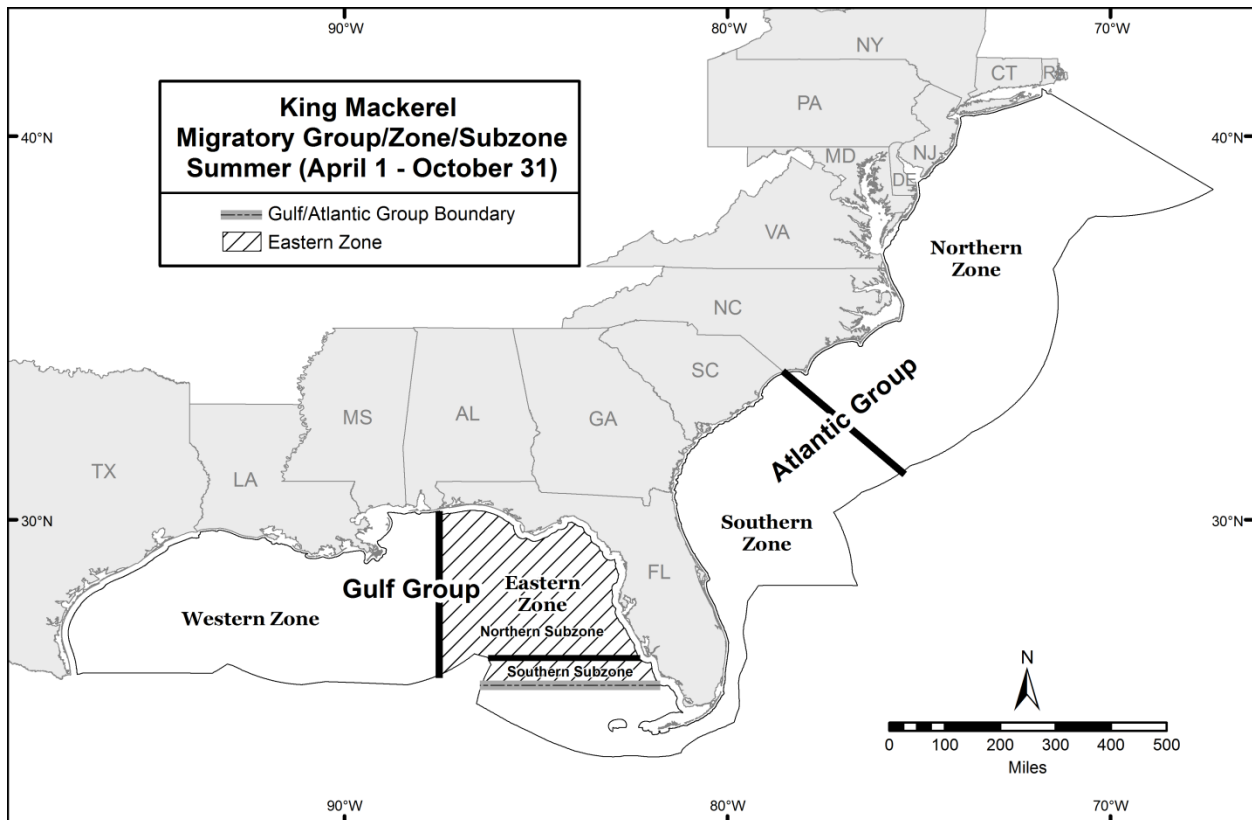 90°W
80°W
70°W
King Mackerel
Migratory Group/Zone/Subzone
Summer (April 1 - October 31)
Gulf/Atlantic Group Boundary
Eastern Zone
40°N
40°N
NY
CT
RI
PA
NJ
MD
DE
VA
NC
SC
MS
AL
GA
TX
LA
FL
Northern
Zone
Atlantic Group
Southern
Zone
30°N
30°N
Gulf Group
Western Zone
Eastern
Zone
Northern Subzone
Southern Subzone
N
0
100
200
300
400
500
Miles
90°W
80°W
70°W